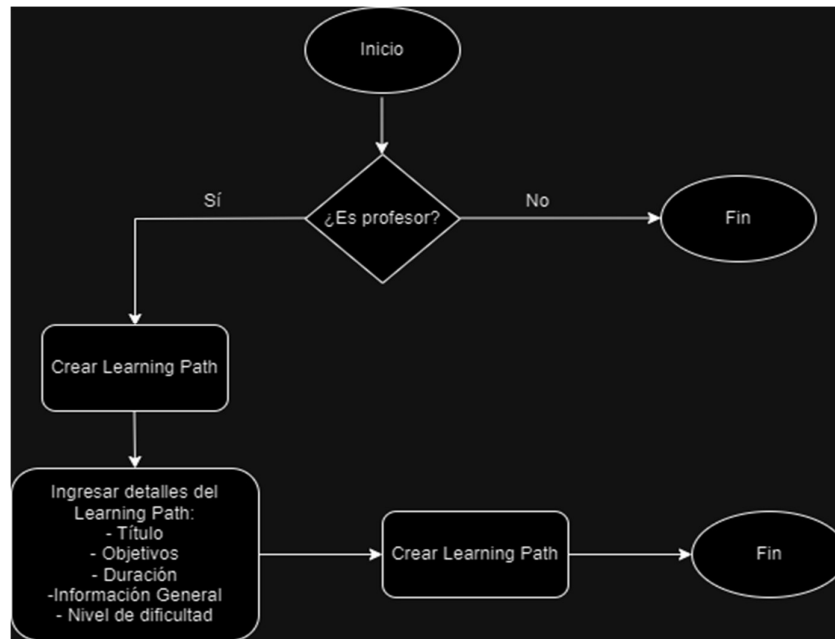 Inicio
¿Es profesor?
Sí
No
Fin
Crear Learning Path
Ingresar detalles del
Learning Path:
- Título
- Objetivos
- Duración
-Información General
- Nivel de dificultad
Crear Learning Path
Fin